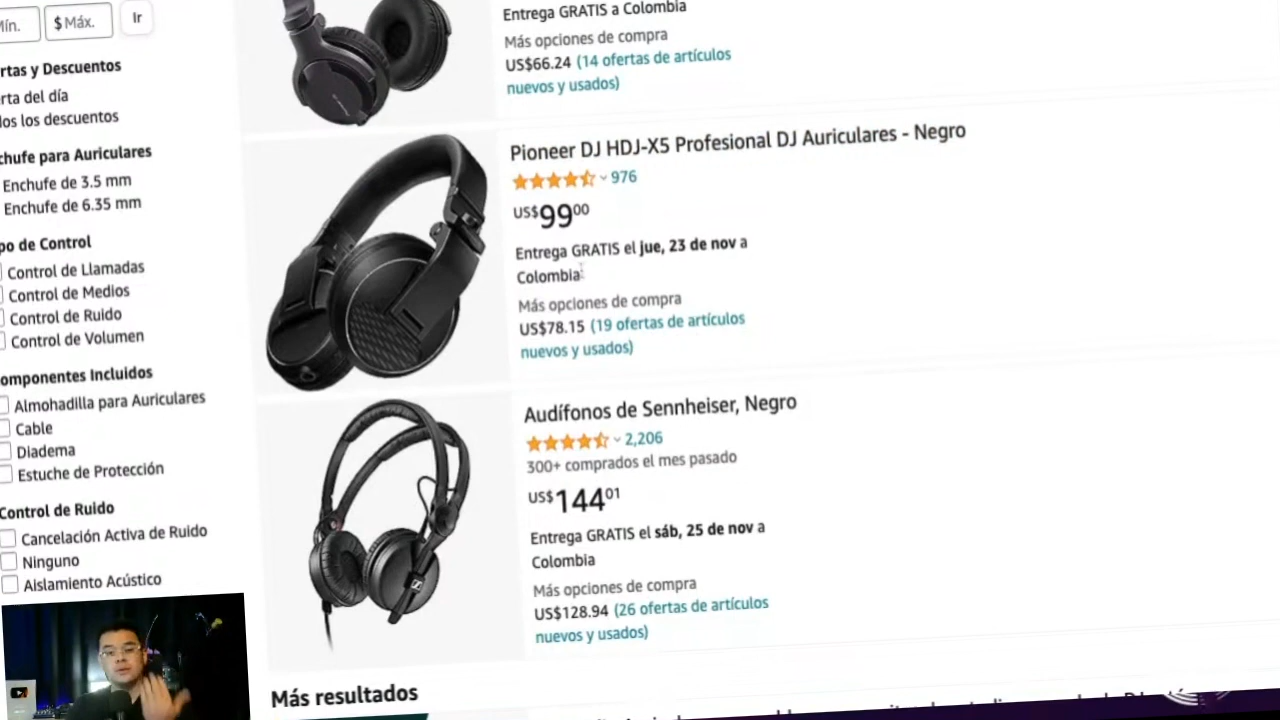 Mín.
$ Máx.
Ir
rtas y Descuentos
rta del día
los los descuentos
chufe para Auriculares
Enchufe de 3.5 mm
Enchufe de 6.35 mm
po de Control
Control de Llamadas
Control de Medios
Control de Ruido
Control de Volumen
omponentes Incluidos
Almohadilla para Auriculares
Cable
Diadema
Estuche de Protección
Control de Ruido
Cancelación Activa de Ruido
Ninguno
Aislamiento Acústico
Entrega GRATIS a Colombia
Más opciones de compra
US$66.24 (14 ofertas de artículos
nuevos y usados)
Pioneer DJ HDJ-X5 Profesional DJ Auriculares - Negro
976
US$9900
Entrega GRATIS el jue, 23 de nov a
Colombia
Más opciones de compra
US$78.15 (19 ofertas de artículos
nuevos y usados)
Audífonos de Sennheiser, Negro
2,206
300+ comprados el mes pasado
US$14401
Entrega GRATIS el sáb, 25 de nov a
Colombia
Más opciones de compra
US$128.94 (26 ofertas de artículos
nuevos y usados)
Más resultados